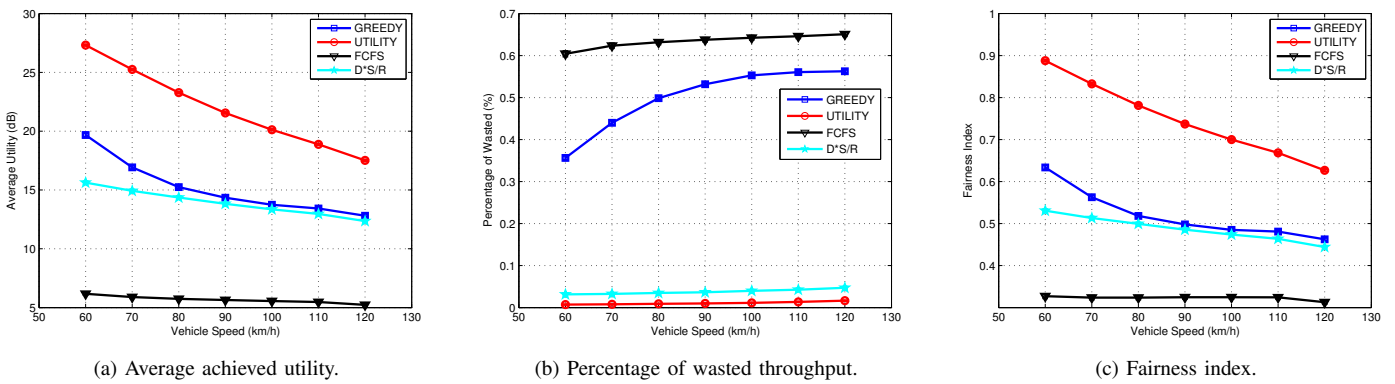 30
25
20
15
10
5
50 60 70 80 90 100 110 120 130
Average Utility (dB)
Vehicle Speed (km/h)
GREEDY
UTILITY
FCFS
D*S/R
(a) Average achieved utility.
0.7
0.6
0.5
0.4
0.3
0.2
0.1
0
50 60 70 80 90 100 110 120 130
Percentage of Wasted (%)
Vehicle Speed (km/h)
GREEDY
UTILITY
FCFS
D*S/R
(b) Percentage of wasted throughput.
1
0.9
0.8
0.7
0.6
0.5
0.4
50 60 70 80 90 100 110 120 130
Fairness Index
Vehicle Speed (km/h)
GREEDY
UTILITY
FCFS
D*S/R
(c) Fairness index.